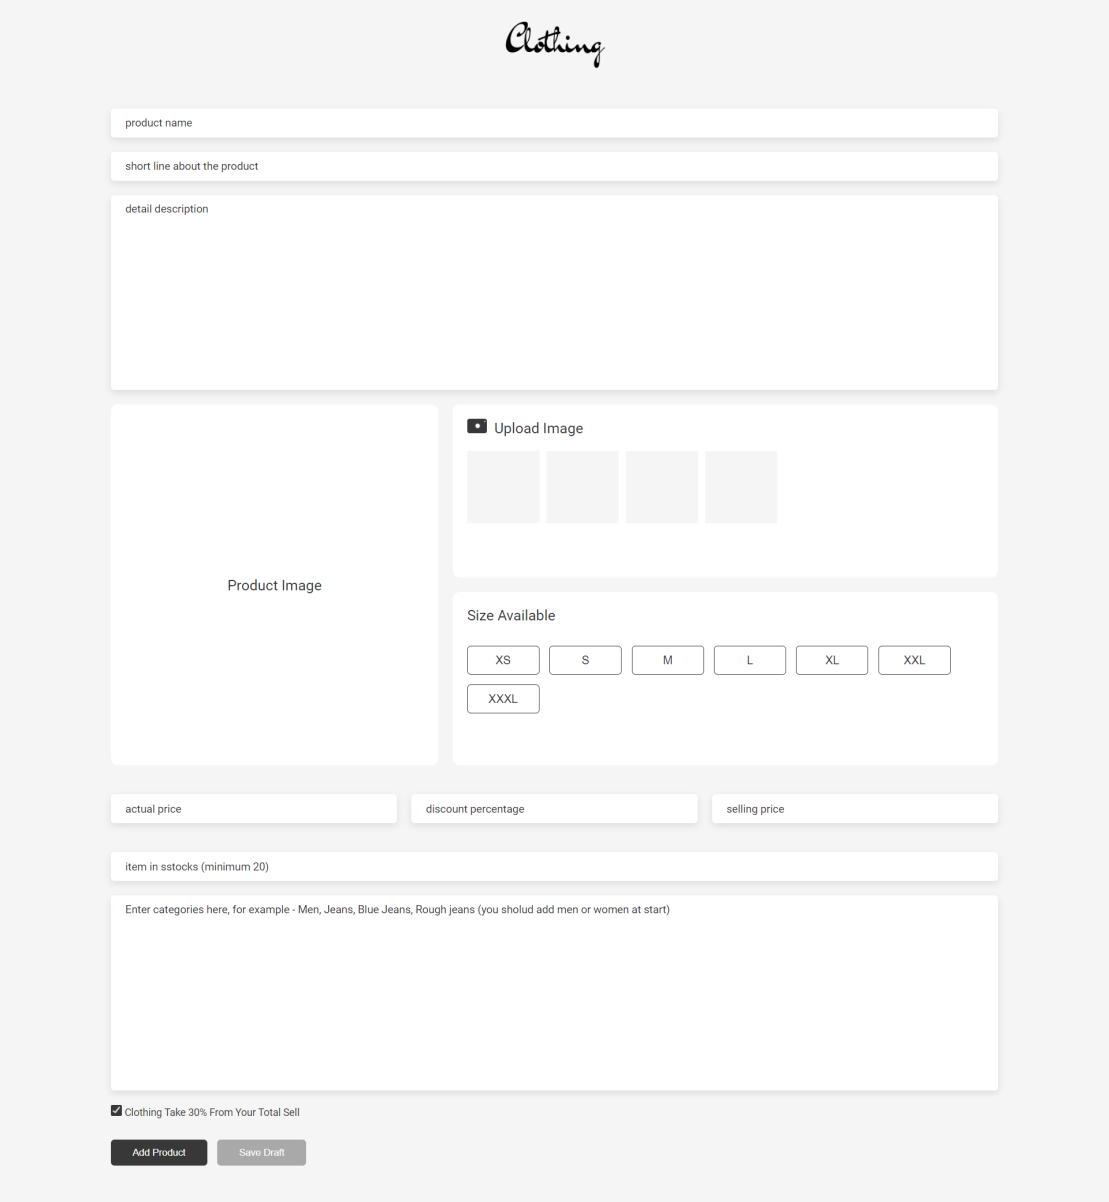 Clothing
product name
short line about the product
detail description
Product Image
Upload Image
Size Available
XS S M L XL XXL
XXXL
actual price discount percentage selling price
item in sstocks (minimum 20)
Enter categories here, for example - Men, Jeans, Blue Jeans, Rough jeans (you sholud add men or women at start)
Clothing Take 30% From Your Total Sell
Add Product Save Draft